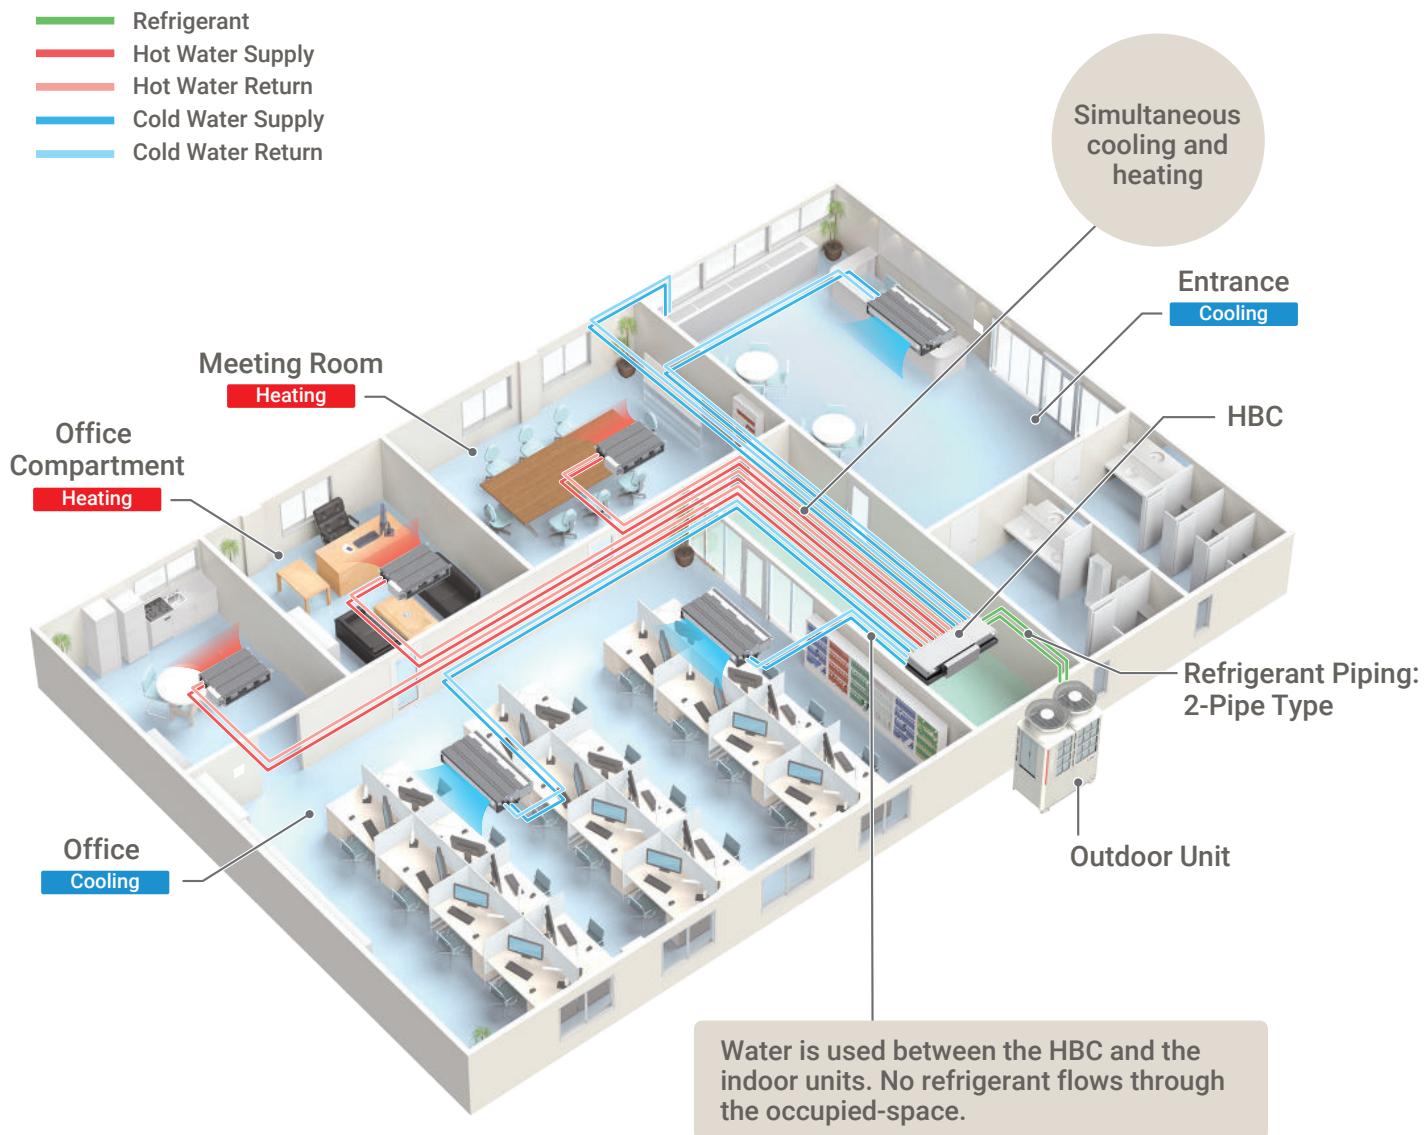 Refrigerant
Hot Water Supply
Hot Water Return
Cold Water Supply
Cold Water Return
Simultaneous
cooling and
heating
Entrance
Cooling
Meeting Room
Heating
HBC
Office
Compartment
Heating
Refrigerant Piping:
2-Pipe Type
Outdoor Unit
Office
Cooling
Water is used between the HBC and the
indoor units. No refrigerant flows through
the occupied-space.